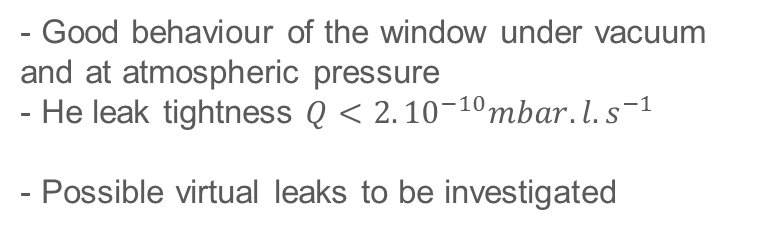 - Good behaviour of the window under vacuum
and at atmospheric pressure
- He leak tightness Q < 2.10⁻¹⁰mbar.l.s⁻¹
- Possible virtual leaks to be investigated